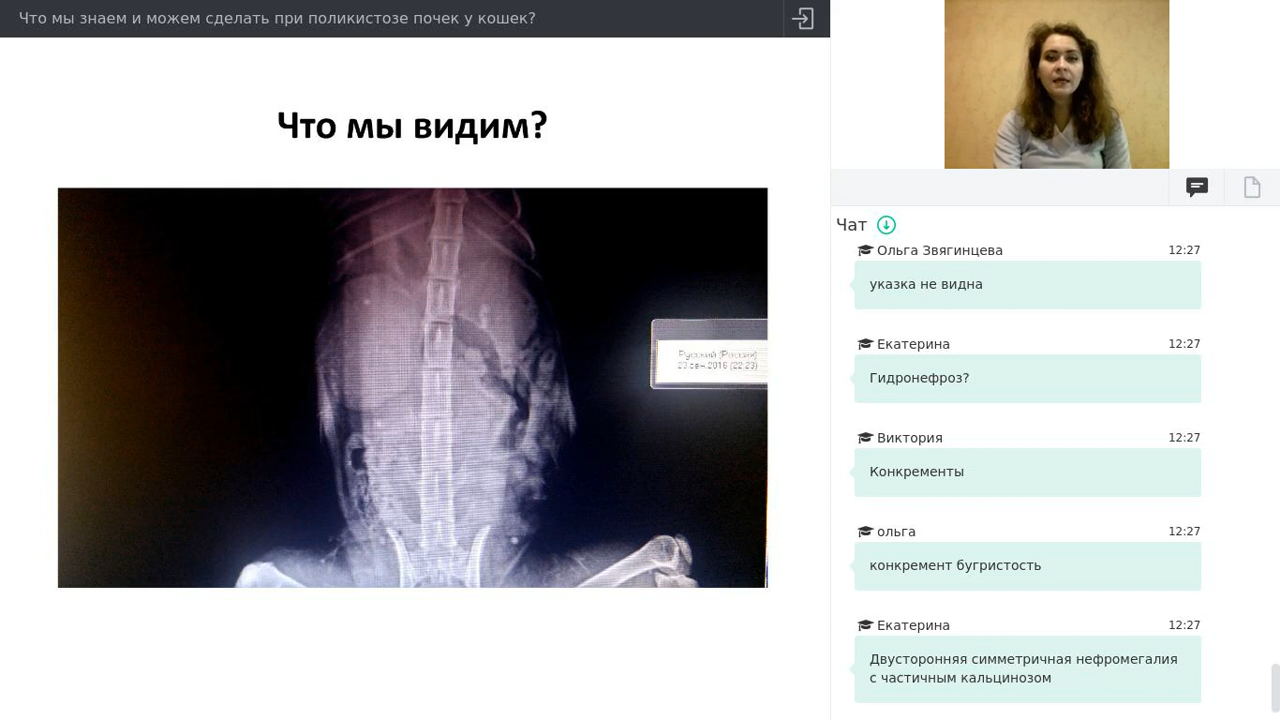 Что мы знаем и можем сделать при поликистозе почек у кошек?
Что мы видим?
Русский (Россия)
Чат
Ольга Звягинцева 12:27
указка не видна
Екатерина 12:27
Гидронефроз?
Виктория 12:27
Конкременты
ольга 12:27
конкремент бугристость
Екатерина 12:27
Двусторонняя симметричная нефромегалия
с частичным кальцинозом